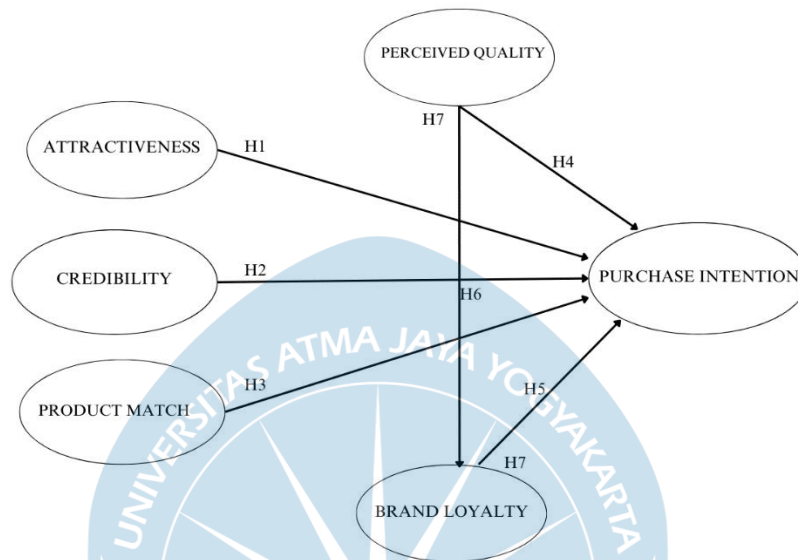 PERCEIVED QUALITY
H7
ATTRACTIVENESS
H1
H4
CREDIBILITY
H2
PURCHASE INTENTION
H6
UNIVERSITAS ATMA JAYA YOGYAKARTA
PRODUCT MATCH
H3
H5
H7
BRAND LOYALTY